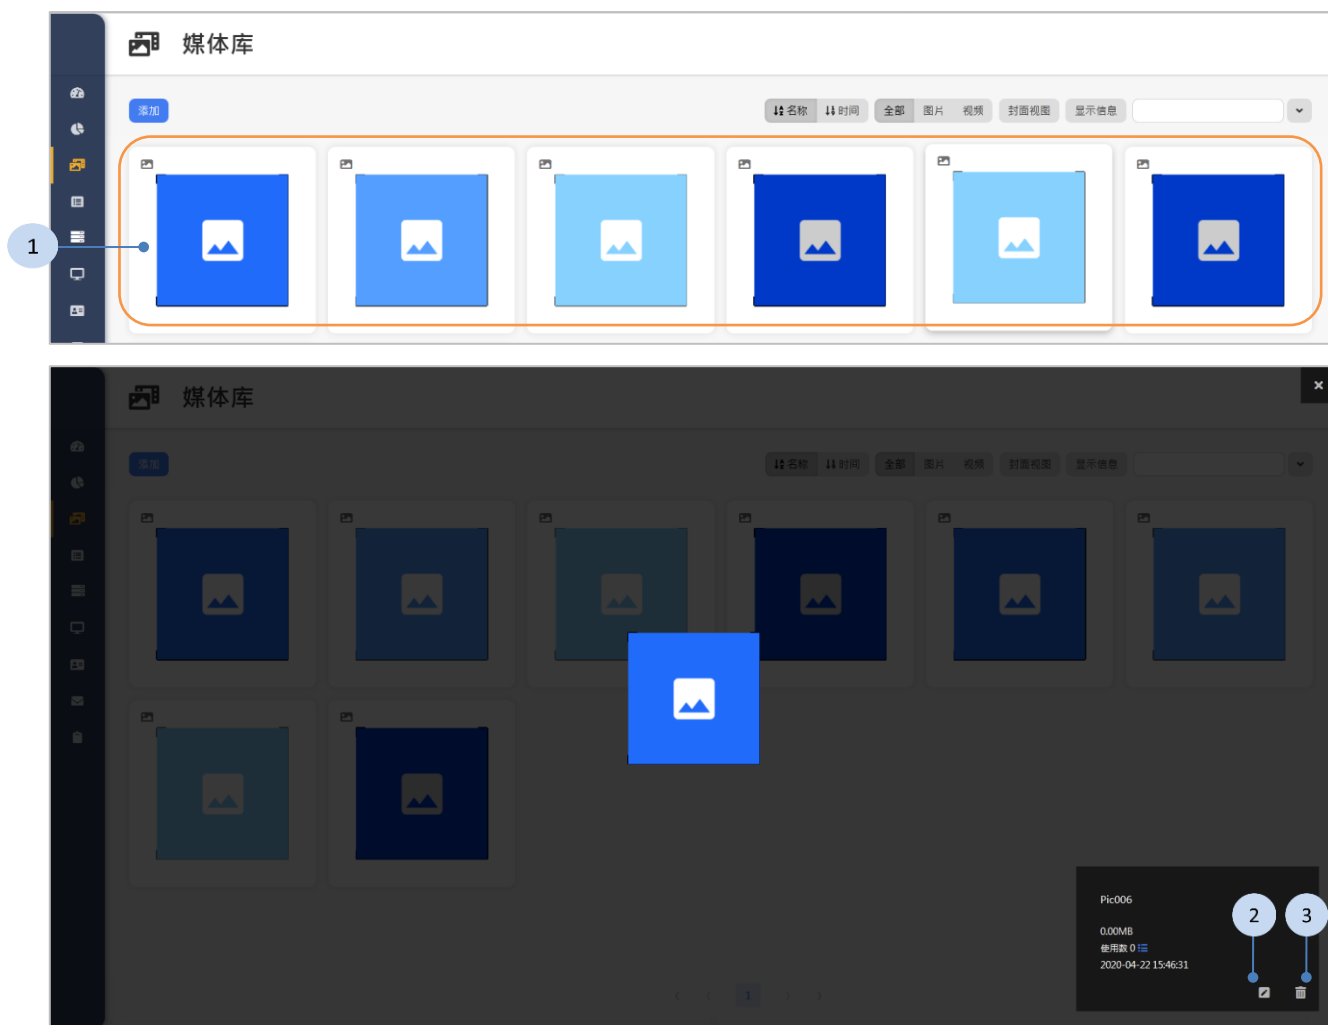 媒体库
添加
名称 时间 全部 图片 视频 封面视图 显示信息
1
媒体库
添加
名称 时间 全部 图片 视频 封面视图 显示信息
Pic006
2 3
0.00MB
使用数 0
2020-04-22 15:46:31
1